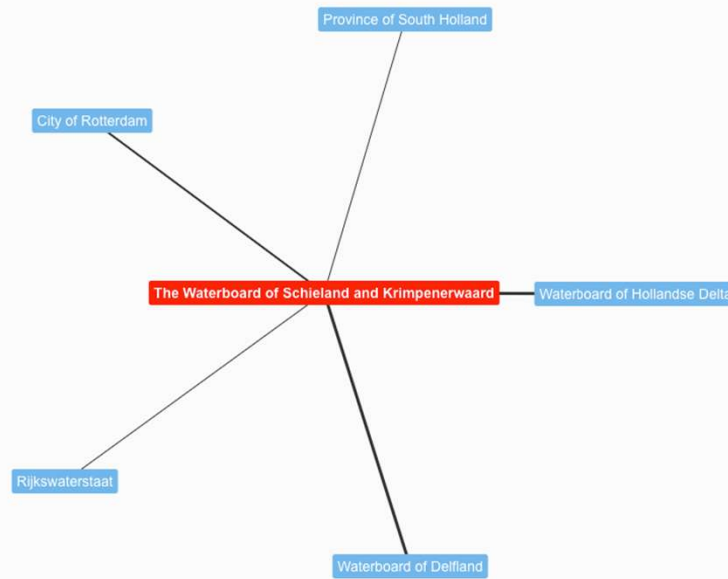 Province of South Holland
City of Rotterdam
The Waterboard of Schieland and Krimpenerwaard
Waterboard of Hollandse Delta
Rijkswaterstaat
Waterboard of Delfland